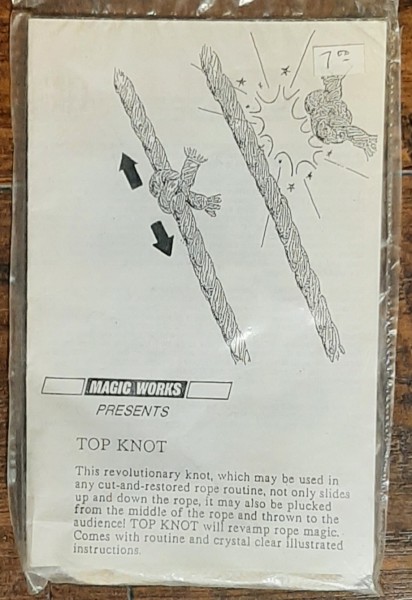 7.00
MAGIC WORKS
PRESENTS
TOP KNOT
This revolutionary knot, which may be used in
any cut-and-restored rope routine, not only slides
up and down the rope, it may also be plucked
from the middle of the rope and thrown to the
audience! TOP KNOT will revamp rope magic.
Comes with routine and crystal clear illustrated
instructions.